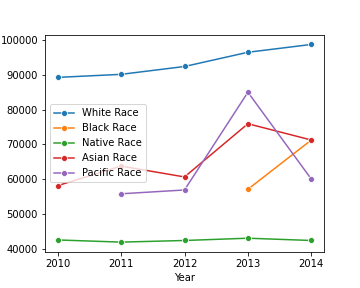 100000
90000
80000
70000
60000
50000
40000
White Race
Black Race
Native Race
Asian Race
Pacific Race
2010 2011 2012 2013 2014
Year